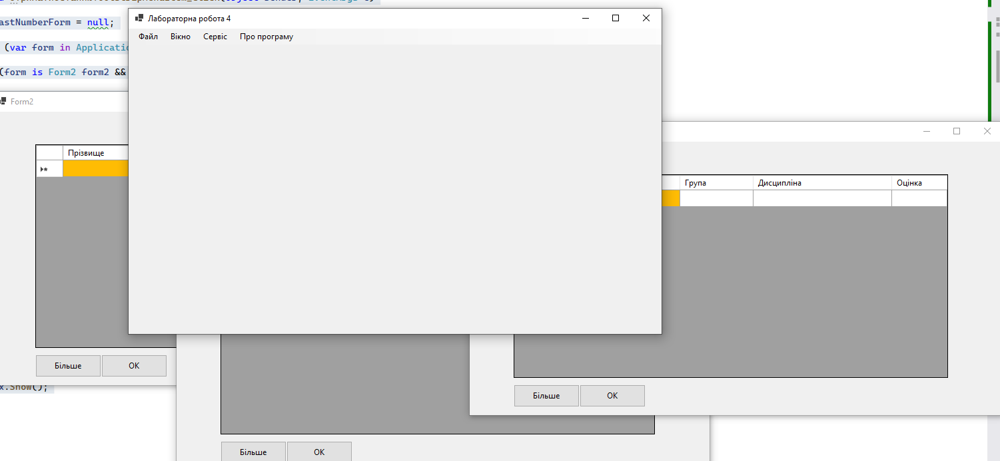 Лабораторна робота 4
Файл Вікно Сервіс Про програму
astNumberForm = null;
(var form in Applicatio
(form is Form2 form2 &&
Form2
Прізвище
Група Дисципліна Оцінка
Більше OK
x.Show();
Більше OK
Більше OK